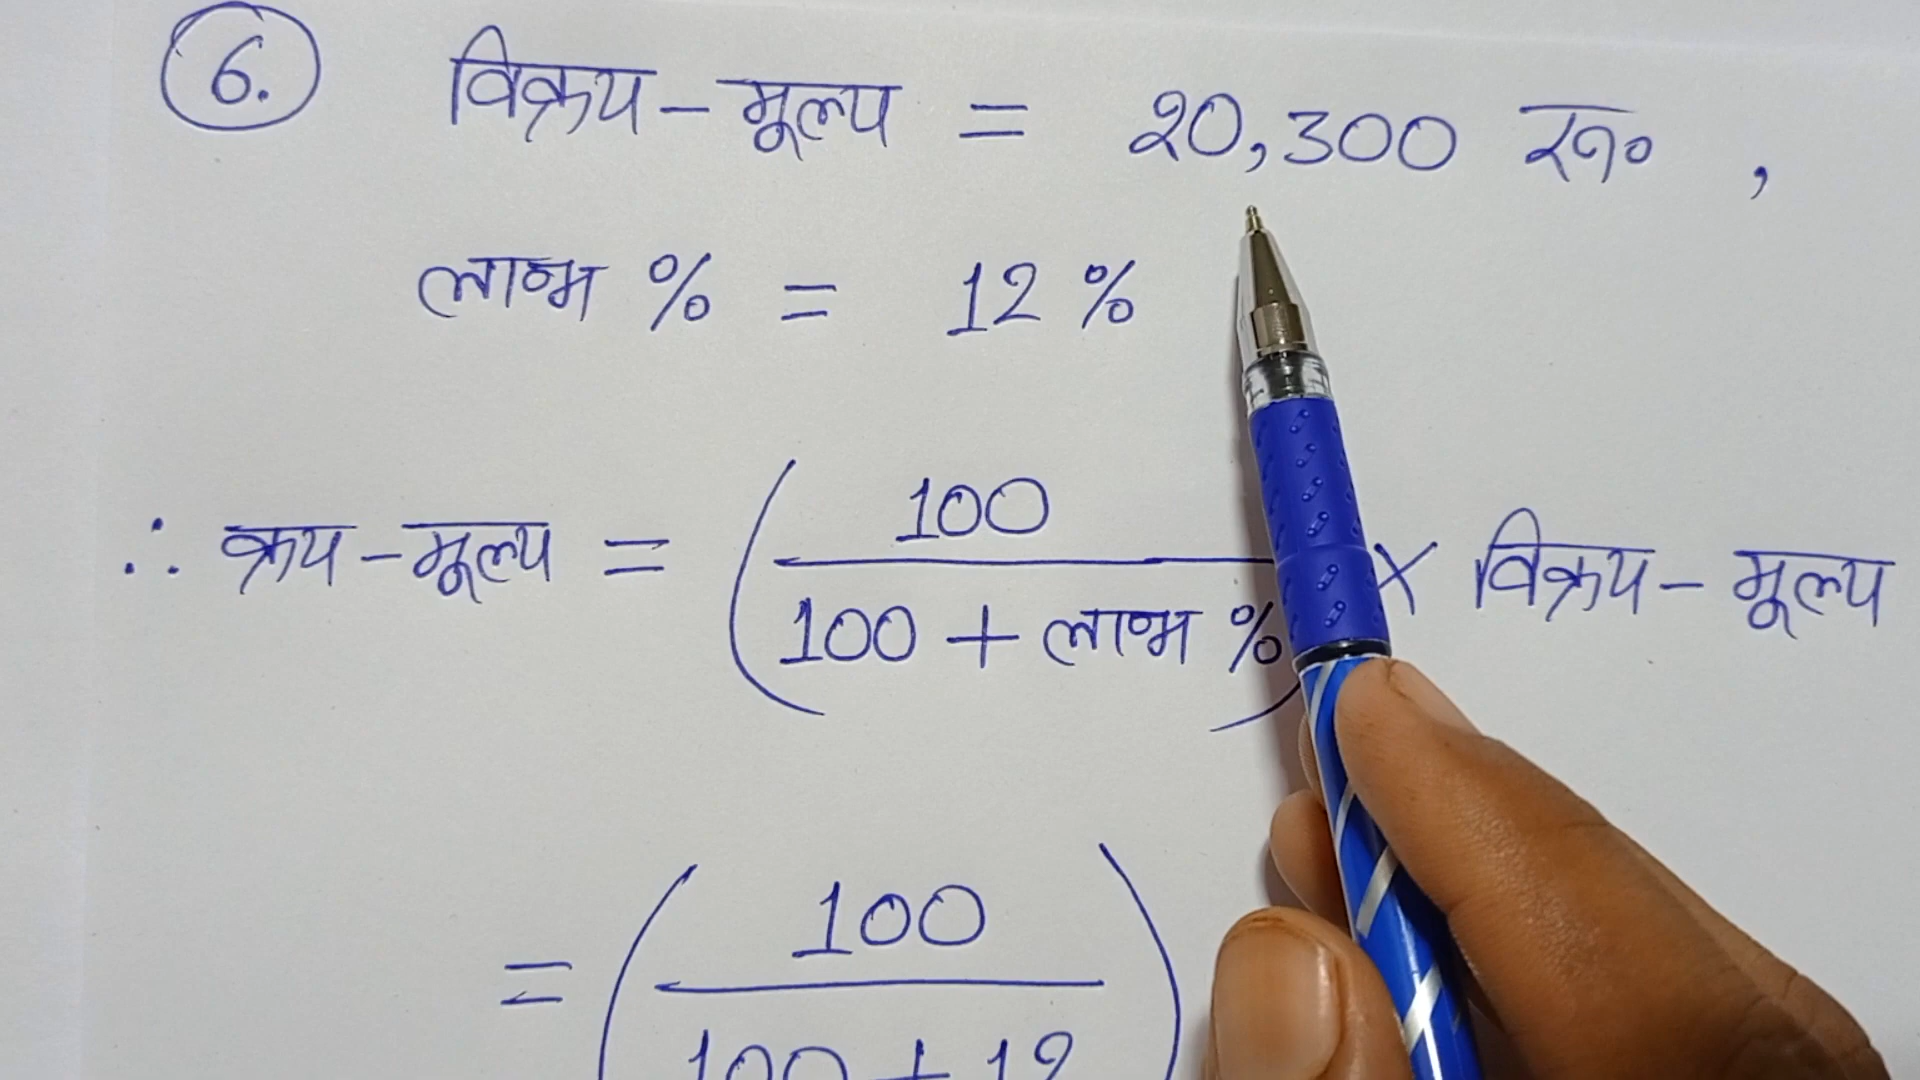 6. विक्रय-मूल्य = 20,300 रू० ,
लाभ % = 12 %
∴ क्रय-मूल्य = ( 100 / 100 + लाभ % ) × विक्रय-मूल्य
= ( 100 / 100 + 12 )